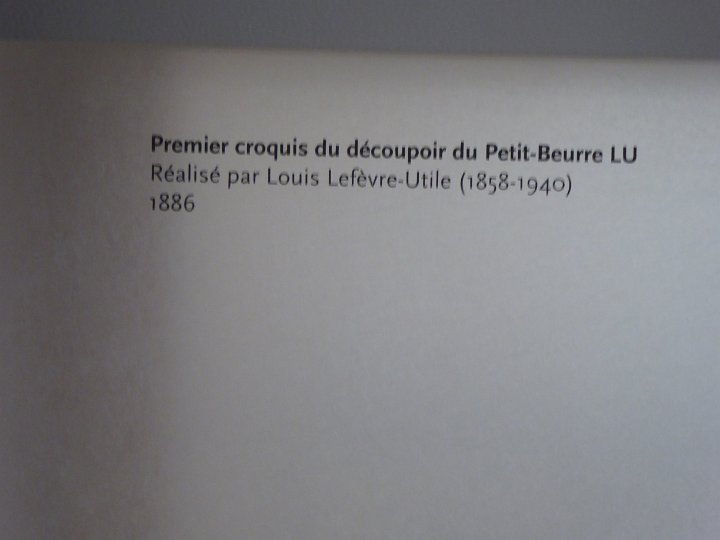 Premier croquis du découpoir du Petit-Beurre LU
Réalisé par Louis Lefèvre-Utile (1858-1940)
1886